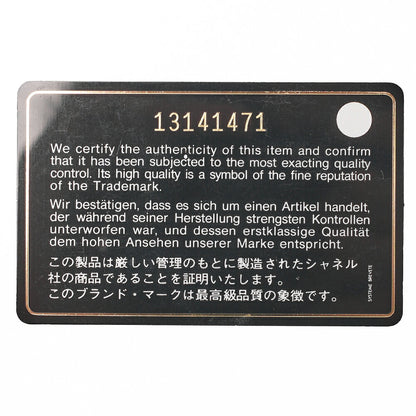 13141471
We certify the authenticity of this item and confirm
that it has been subjected to the most exacting quality
control. Its high quality is a symbol of the fine reputation
of the Trademark.
Wir bestätigen, dass es sich um einen Artikel handelt,
der während seiner Herstellung strengsten Kontrollen
unterworfen war, und dessen erstklassige Qualität
dem hohen Ansehen unserer Marke entspricht.
この製品は厳しい管理のもとに製造されたシャネル
社の商品であることを証明いたします。
このブランド・マークは最高級品質の象徴です。
SYSTEME BREVETE